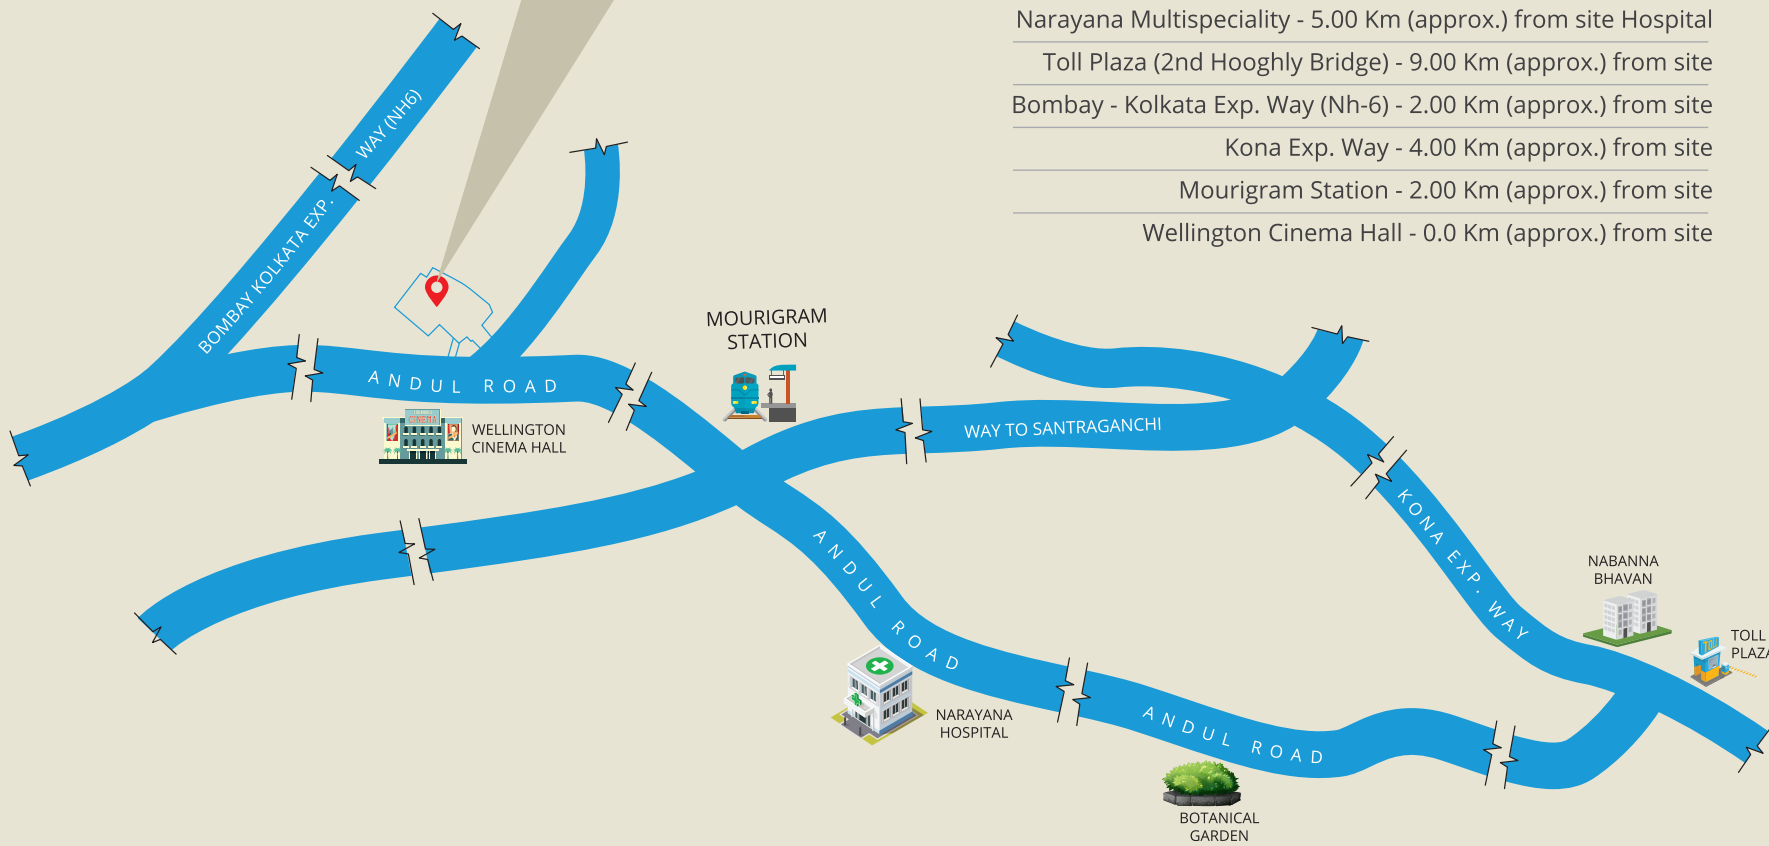 Narayana Multispeciality - 5.00 Km (approx.) from site Hospital
Toll Plaza (2nd Hooghly Bridge) - 9.00 Km (approx.) from site
Bombay - Kolkata Exp. Way (Nh-6) - 2.00 Km (approx.) from site
Kona Exp. Way - 4.00 Km (approx.) from site
Mourigram Station - 2.00 Km (approx.) from site
Wellington Cinema Hall - 0.0 Km (approx.) from site
BOMBAY KOLKATA EXP. WAY (NH6)
MOURIGRAM
STATION
ANDUL ROAD
CINEMA
WELLINGTON
CINEMA HALL
WAY TO SANTRAGANCHI
KONA EXP. WAY
ANDUL ROAD
NABANNA
BHAVAN
TOLL
TOLL
PLAZA
NARAYANA
HOSPITAL
ANDUL ROAD
BOTANICAL
GARDEN